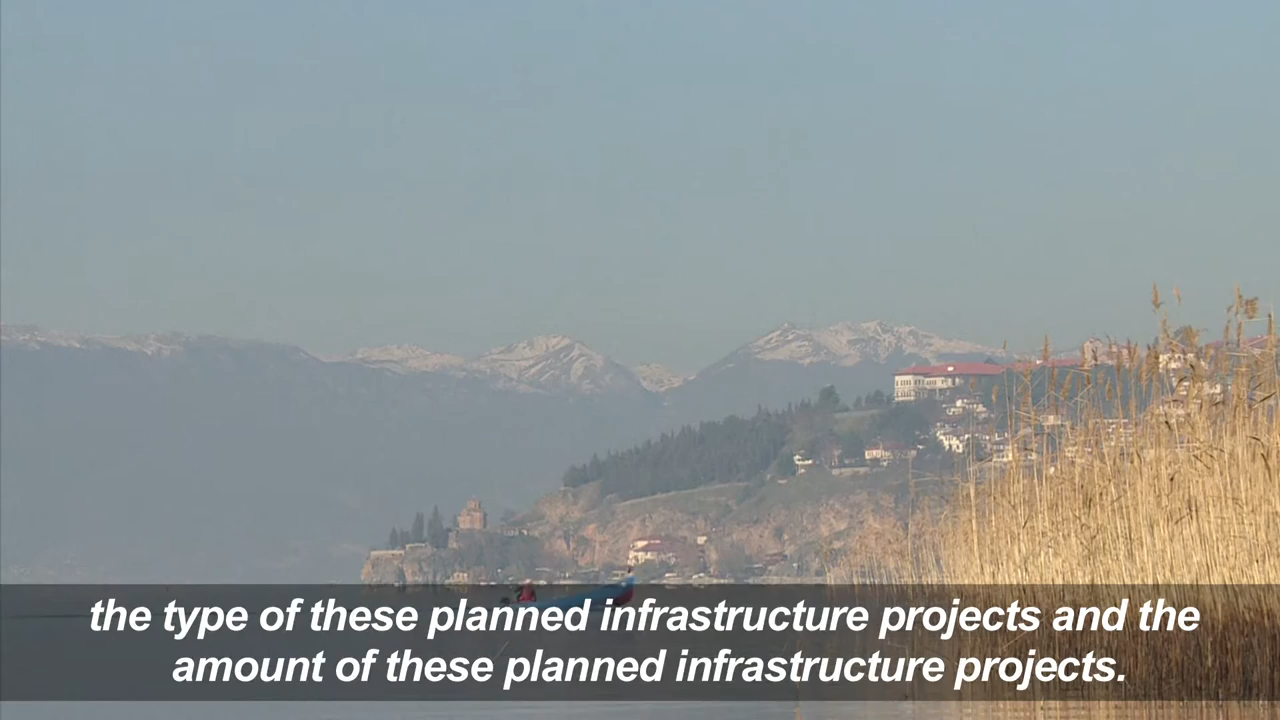 the type of these planned infrastructure projects and the
amount of these planned infrastructure projects.